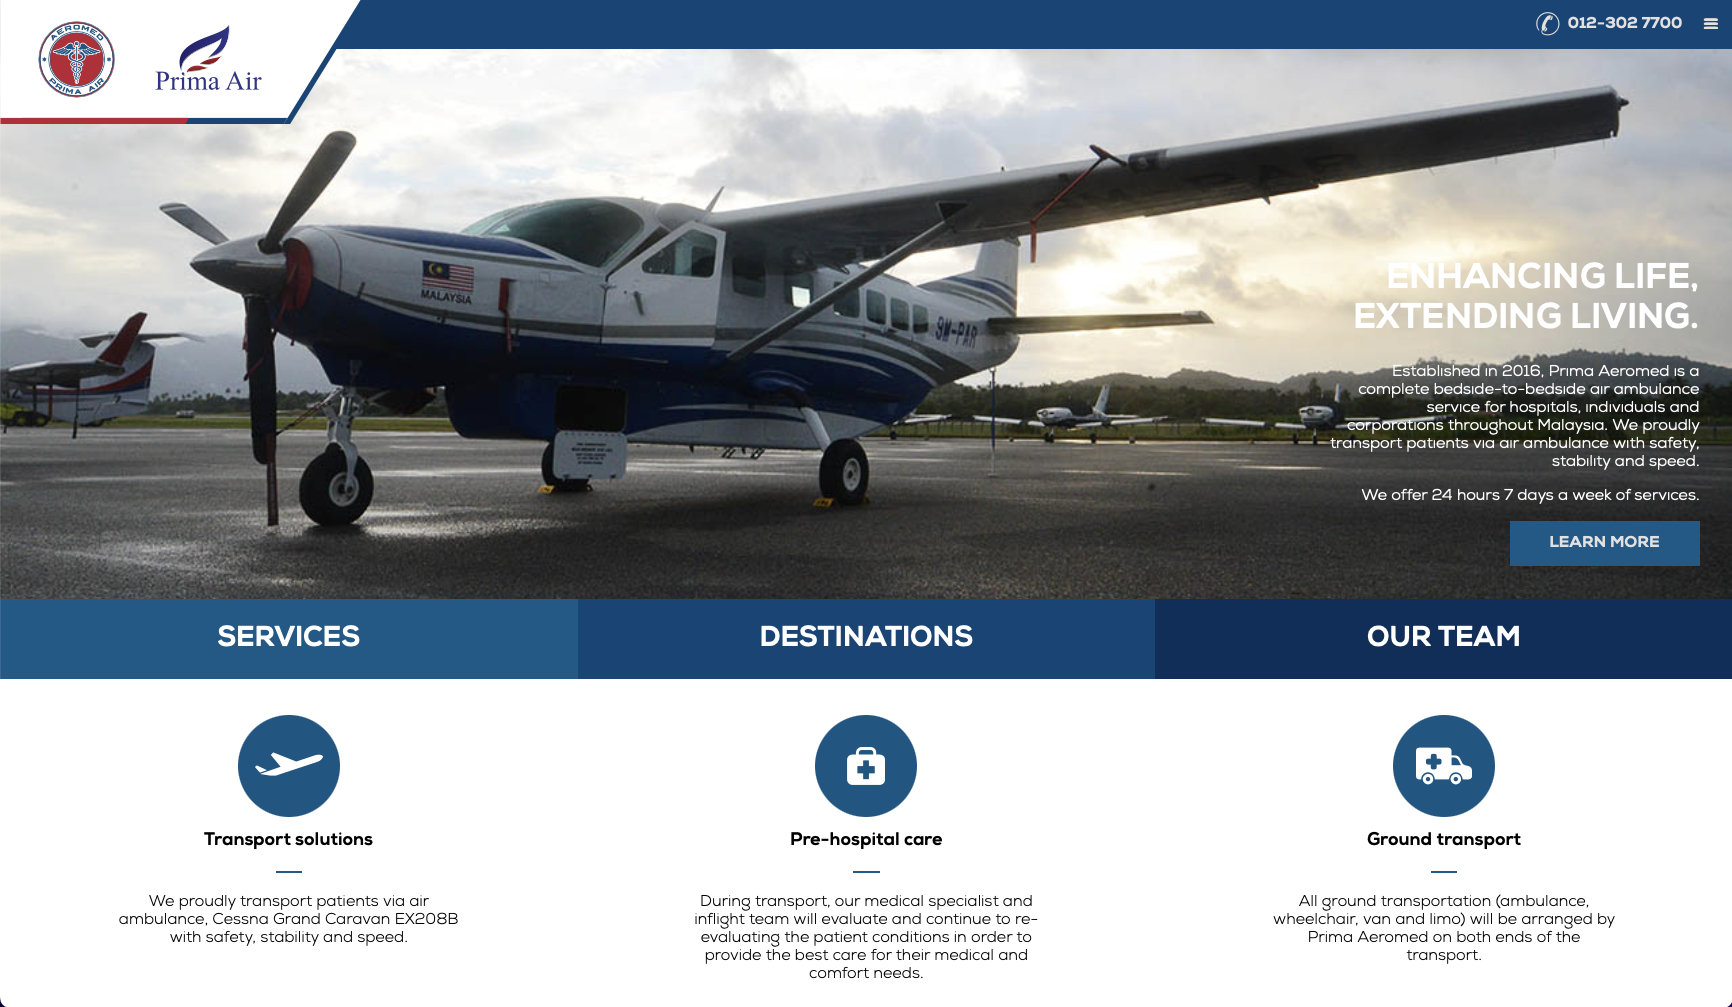 AEROMED
PRIMA AIR
Prima Air
012-302 7700
MALAYSIA
9M-PAR
ENHANCING LIFE,
EXTENDING LIVING.
Established in 2016, Prima Aeromed is a
complete bedside-to-bedside air ambulance
service for hospitals, individuals and
corporations throughout Malaysia. We proudly
transport patients via air ambulance with safety,
stability and speed.
We offer 24 hours 7 days a week of services.
LEARN MORE
SERVICES
DESTINATIONS
OUR TEAM
Transport solutions
We proudly transport patients via air
ambulance, Cessna Grand Caravan EX208B
with safety, stability and speed.
Pre-hospital care
During transport, our medical specialist and
inflight team will evaluate and continue to re-
evaluating the patient conditions in order to
provide the best care for their medical and
comfort needs.
Ground transport
All ground transportation (ambulance,
wheelchair, van and limo) will be arranged by
Prima Aeromed on both ends of the
transport.